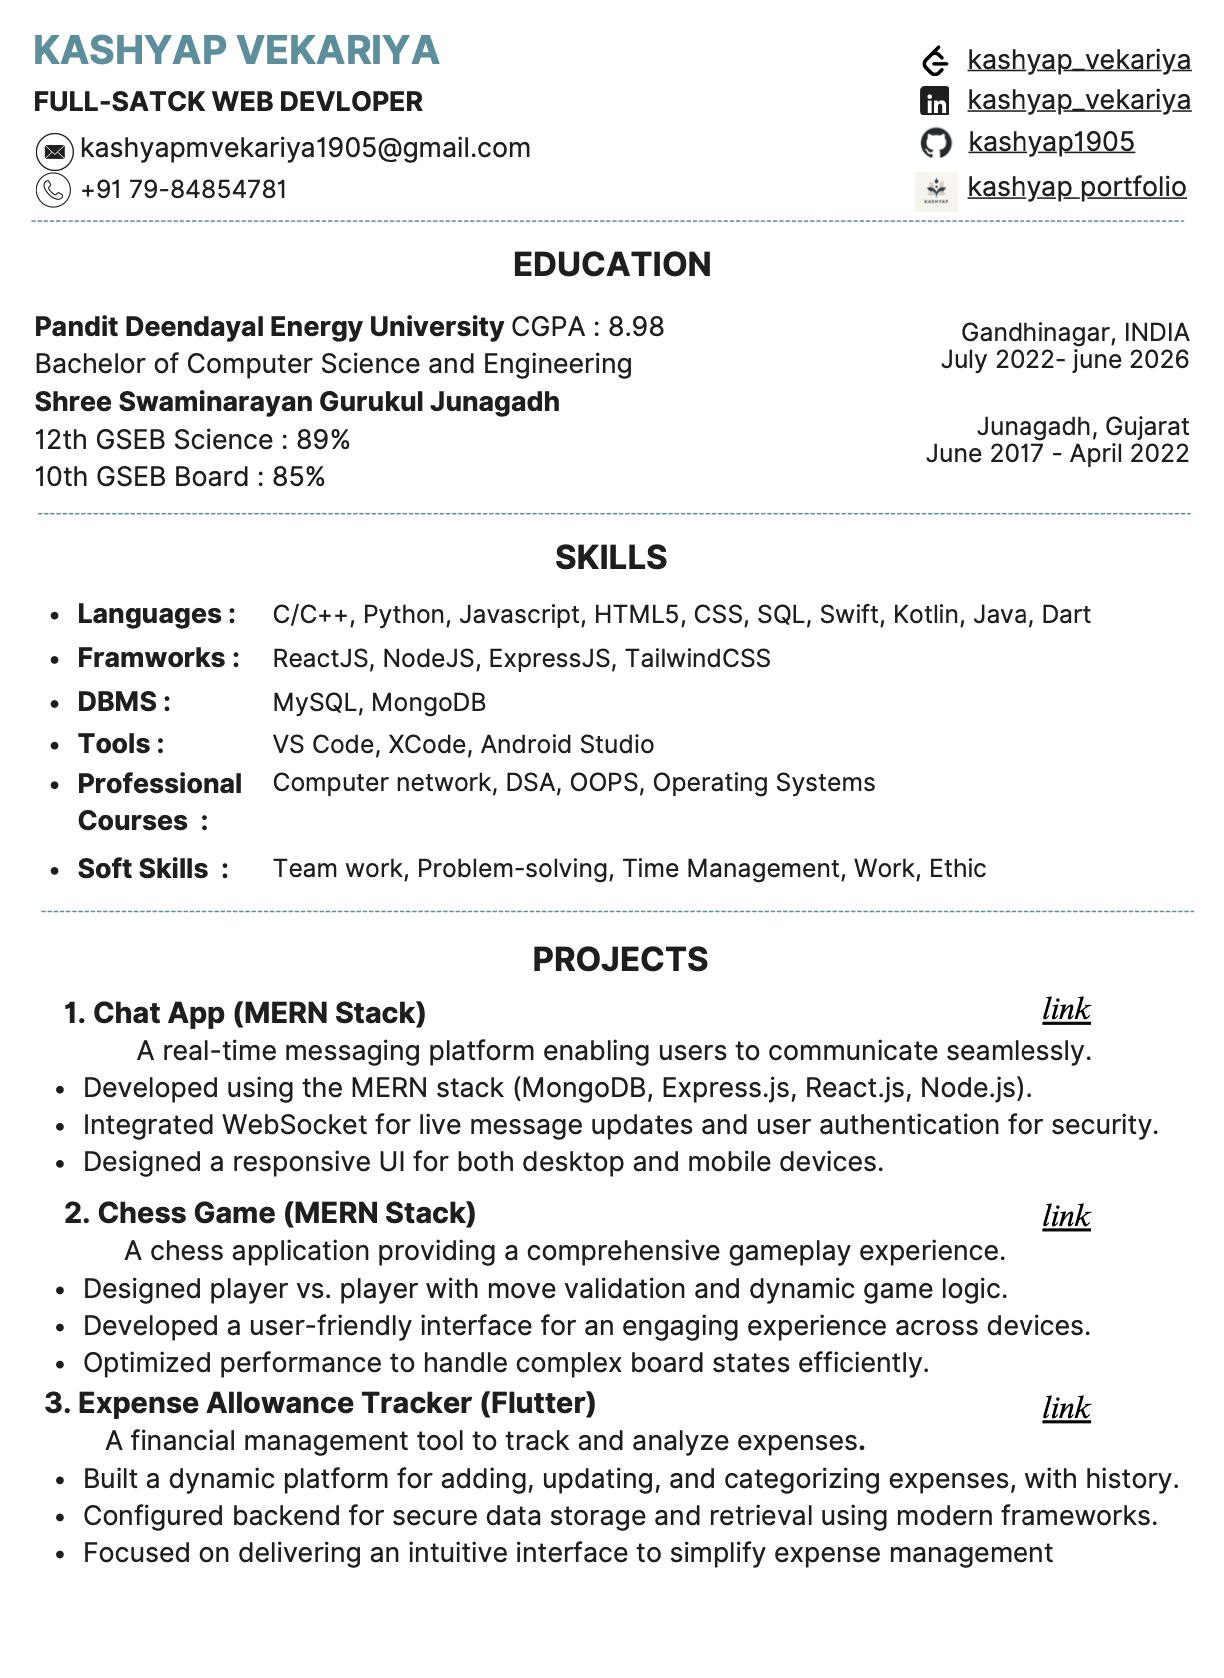 KASHYAP VEKARIYA
FULL-SATCK WEB DEVLOPER
kashyapmvekariya1905@gmail.com
+91 79-84854781
kashyap_vekariya
in kashyap_vekariya
kashyap1905
KASHYAP kashyap portfolio
EDUCATION
Pandit Deendayal Energy University CGPA : 8.98
Bachelor of Computer Science and Engineering
Gandhinagar, INDIA
July 2022- june 2026
Shree Swaminarayan Gurukul Junagadh
12th GSEB Science : 89%
10th GSEB Board : 85%
Junagadh, Gujarat
June 2017 - April 2022
SKILLS
• Languages : C/C++, Python, Javascript, HTML5, CSS, SQL, Swift, Kotlin, Java, Dart
• Framworks : ReactJS, NodeJS, ExpressJS, TailwindCSS
• DBMS : MySQL, MongoDB
• Tools : VS Code, XCode, Android Studio
• Professional Computer network, DSA, OOPS, Operating Systems
Courses :
• Soft Skills : Team work, Problem-solving, Time Management, Work, Ethic
PROJECTS
1. Chat App (MERN Stack) link
A real-time messaging platform enabling users to communicate seamlessly.
• Developed using the MERN stack (MongoDB, Express.js, React.js, Node.js).
• Integrated WebSocket for live message updates and user authentication for security.
• Designed a responsive UI for both desktop and mobile devices.
2. Chess Game (MERN Stack) link
A chess application providing a comprehensive gameplay experience.
• Designed player vs. player with move validation and dynamic game logic.
• Developed a user-friendly interface for an engaging experience across devices.
• Optimized performance to handle complex board states efficiently.
3. Expense Allowance Tracker (Flutter) link
A financial management tool to track and analyze expenses.
• Built a dynamic platform for adding, updating, and categorizing expenses, with history.
• Configured backend for secure data storage and retrieval using modern frameworks.
• Focused on delivering an intuitive interface to simplify expense management